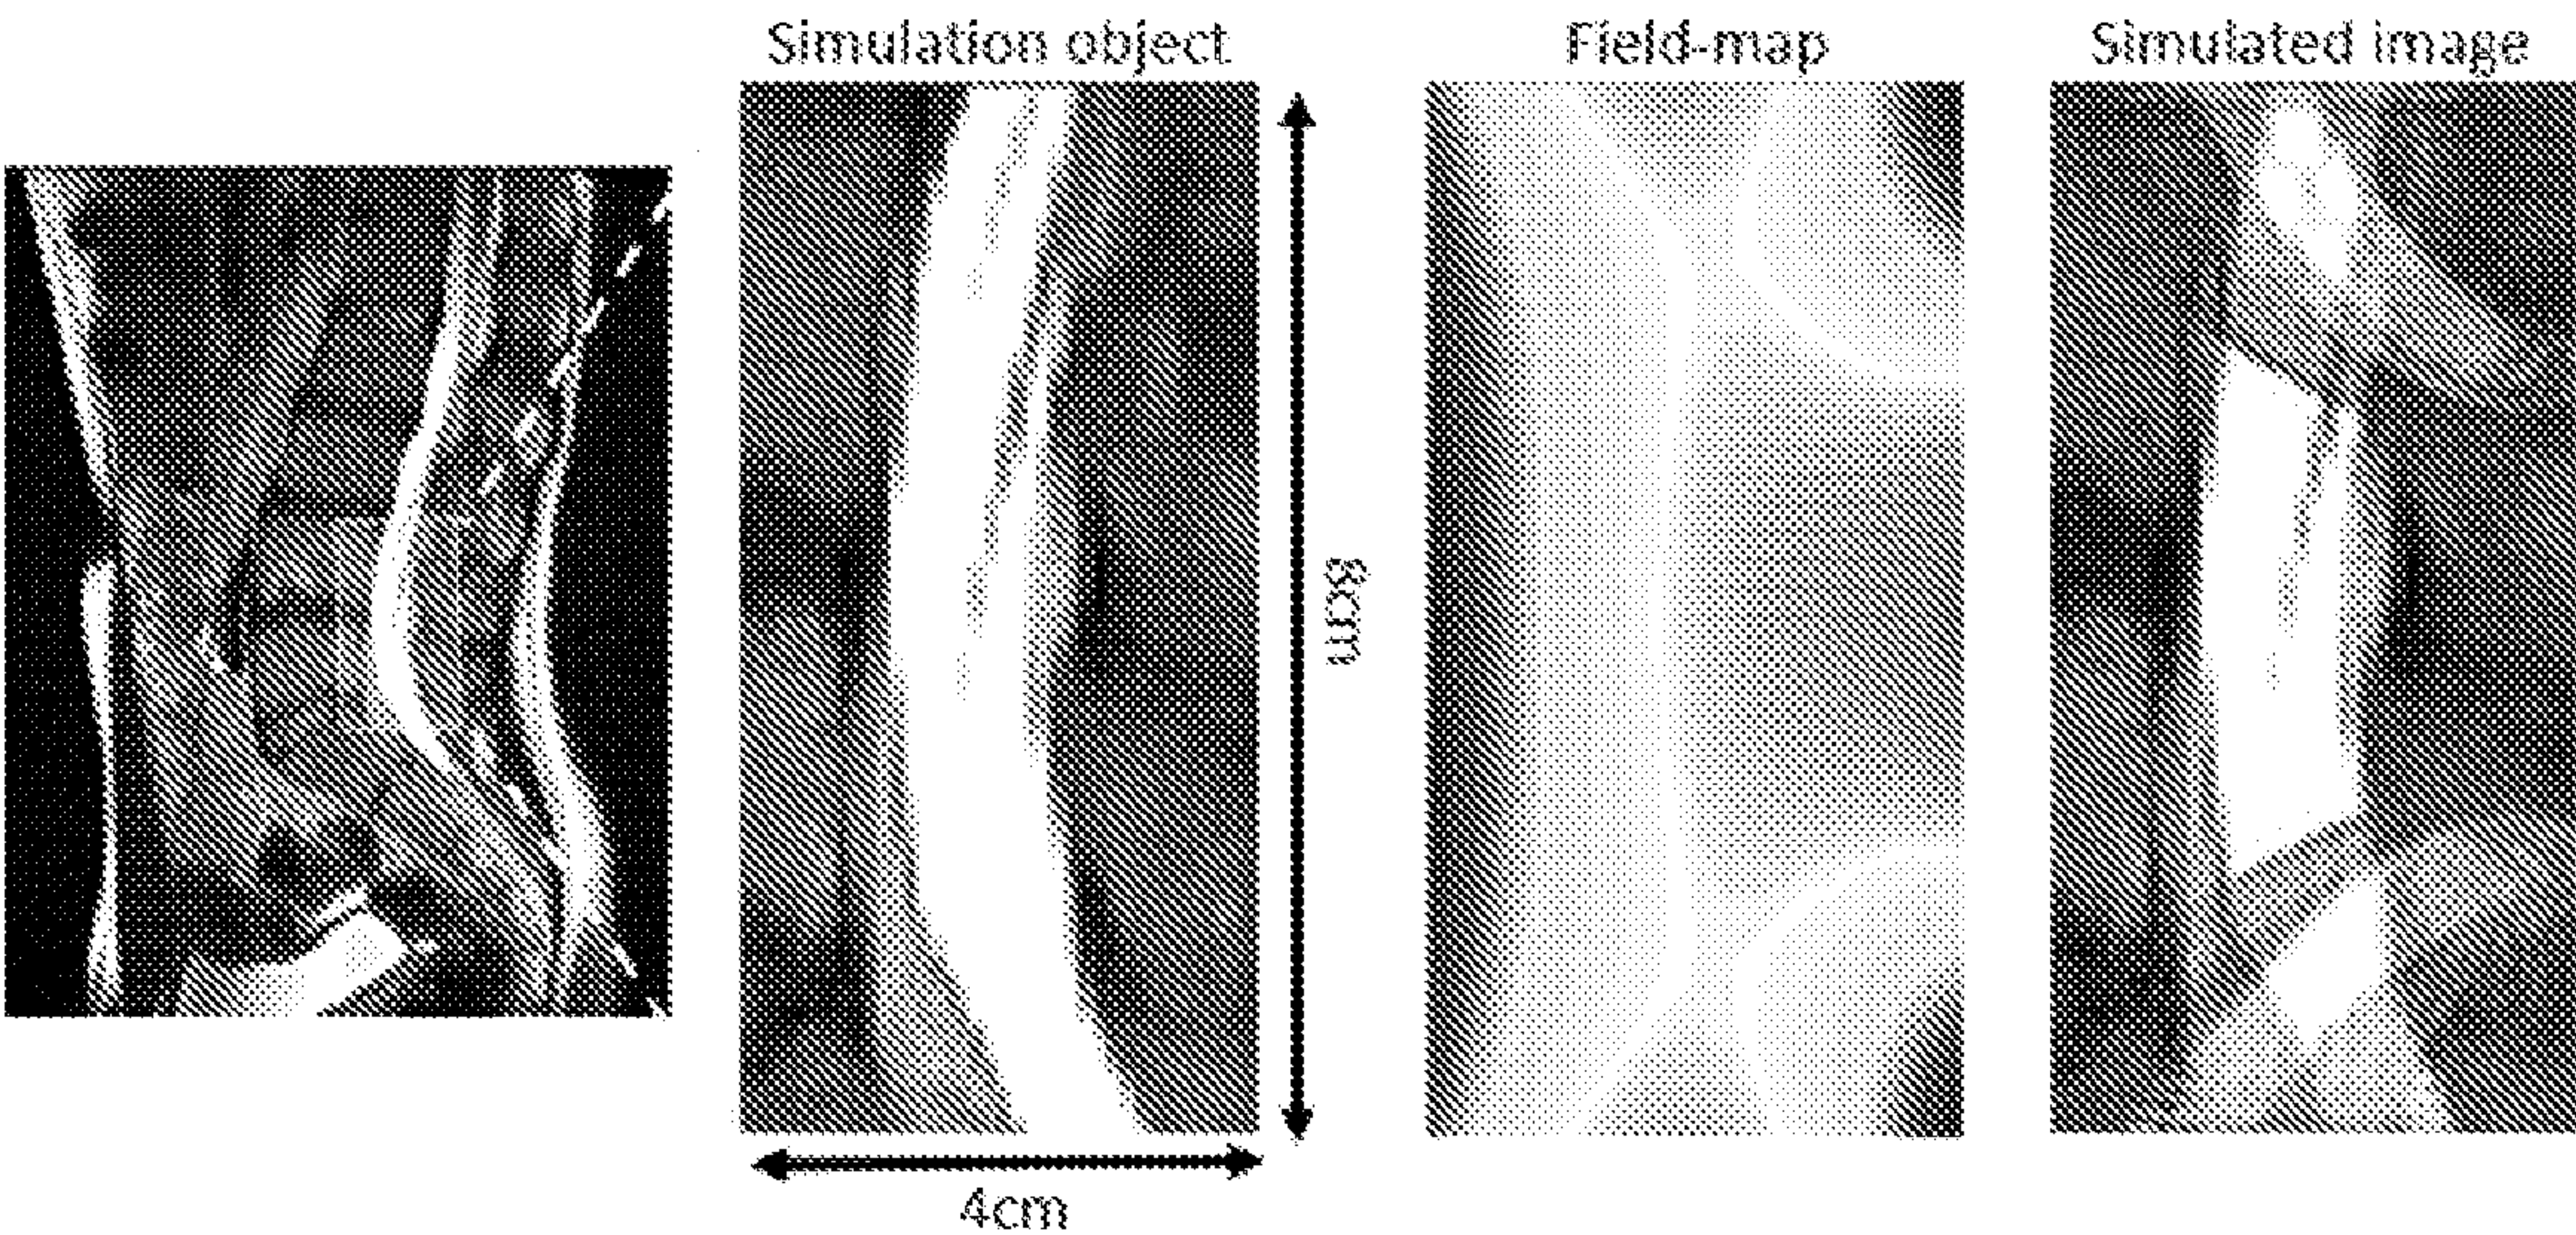 Simulation object
Field-map
Simulated image
8cm
4cm